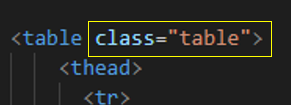 <table class="table">
<thead>
<tr>